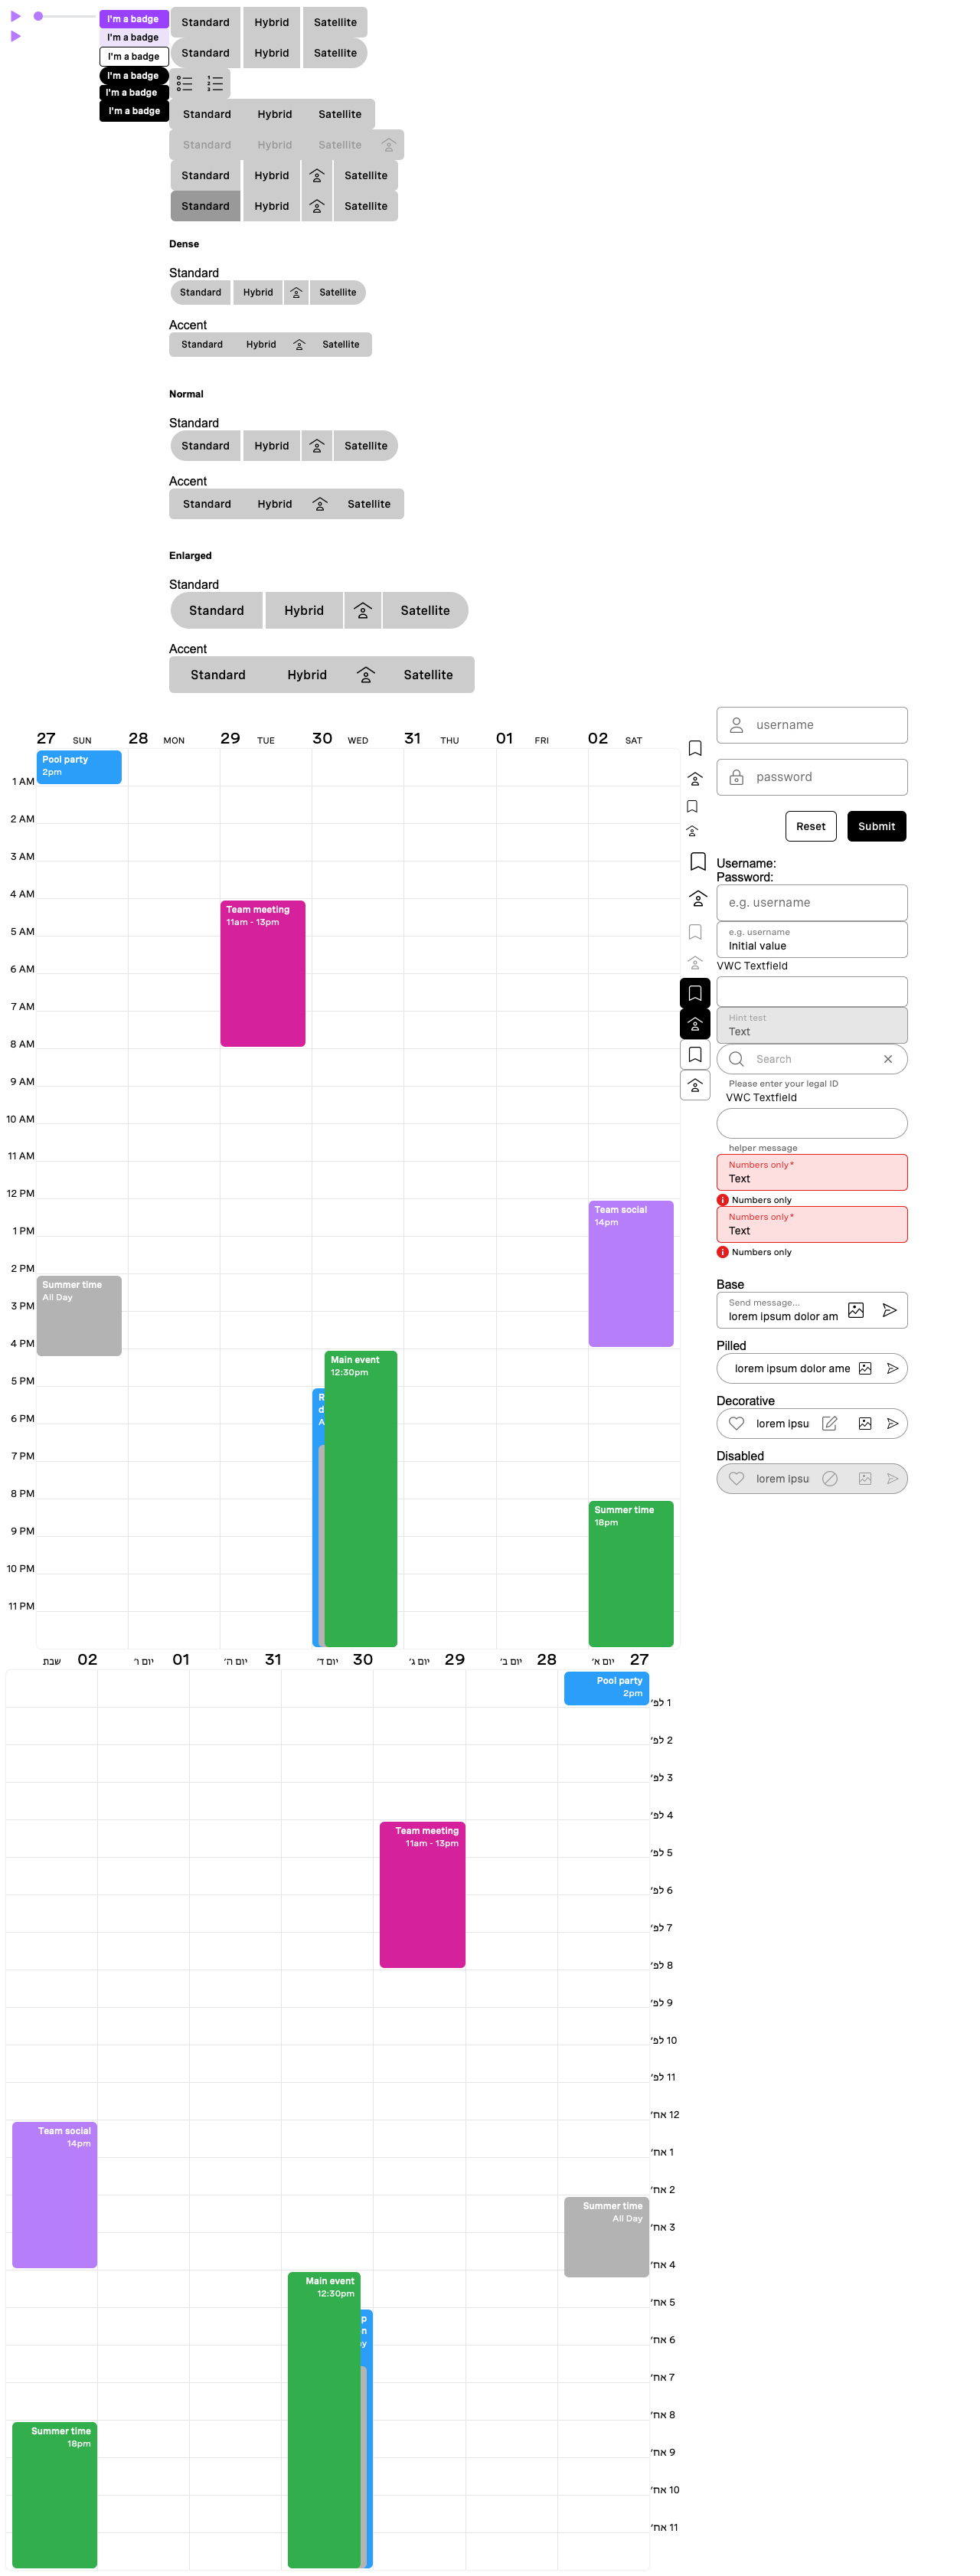 I'm a badge
I'm a badge
I'm a badge
I'm a badge
I'm a badge
I'm a badge
Standard Hybrid Satellite
Standard Hybrid Satellite
Standard Hybrid Satellite
Standard Hybrid Satellite
Standard Hybrid Satellite
Standard Hybrid Satellite
Dense
Standard
Standard Hybrid Satellite
Accent
Standard Hybrid Satellite
Normal
Standard
Standard Hybrid Satellite
Accent
Standard Hybrid Satellite
Enlarged
Standard
Standard Hybrid Satellite
Accent
Standard Hybrid Satellite
27 SUN 28 MON 29 TUE 30 WED 31 THU 01 FRI 02 SAT
Pool party
2pm
1 AM
2 AM
3 AM
4 AM
Team meeting
11am - 13pm
5 AM
6 AM
7 AM
8 AM
9 AM
10 AM
11 AM
12 PM
Team social
14pm
1 PM
2 PM
Summer time
All Day
3 PM
4 PM
Main event
12:30pm
5 PM
R
d
A
6 PM
7 PM
8 PM
Summer time
18pm
9 PM
10 PM
11 PM
username
password
Reset Submit
Username:
Password:
e.g. username
e.g. username
Initial value
VWC Textfield
Hint test
Text
Search
Please enter your legal ID
VWC Textfield
helper message
Numbers only*
Text
Numbers only
Numbers only*
Text
Numbers only
Base
Send message...
lorem ipsum dolor am
Pilled
lorem ipsum dolor ame
Decorative
lorem ipsu
Disabled
lorem ipsu
27 יום א׳ 28 יום ב׳ 29 יום ג׳ 30 יום ד׳ 31 יום ה׳ 01 יום ו׳ 02 שבת
Pool party
2pm
1 לפ׳
2 לפ׳
3 לפ׳
4 לפ׳
Team meeting
11am - 13pm
5 לפ׳
6 לפ׳
7 לפ׳
8 לפ׳
9 לפ׳
10 לפ׳
11 לפ׳
12 אח׳
Team social
14pm
1 אח׳
2 אח׳
Summer time
All Day
3 אח׳
4 אח׳
Main event
12:30pm
5 אח׳
p
n
y
6 אח׳
7 אח׳
8 אח׳
Summer time
18pm
9 אח׳
10 אח׳
11 אח׳